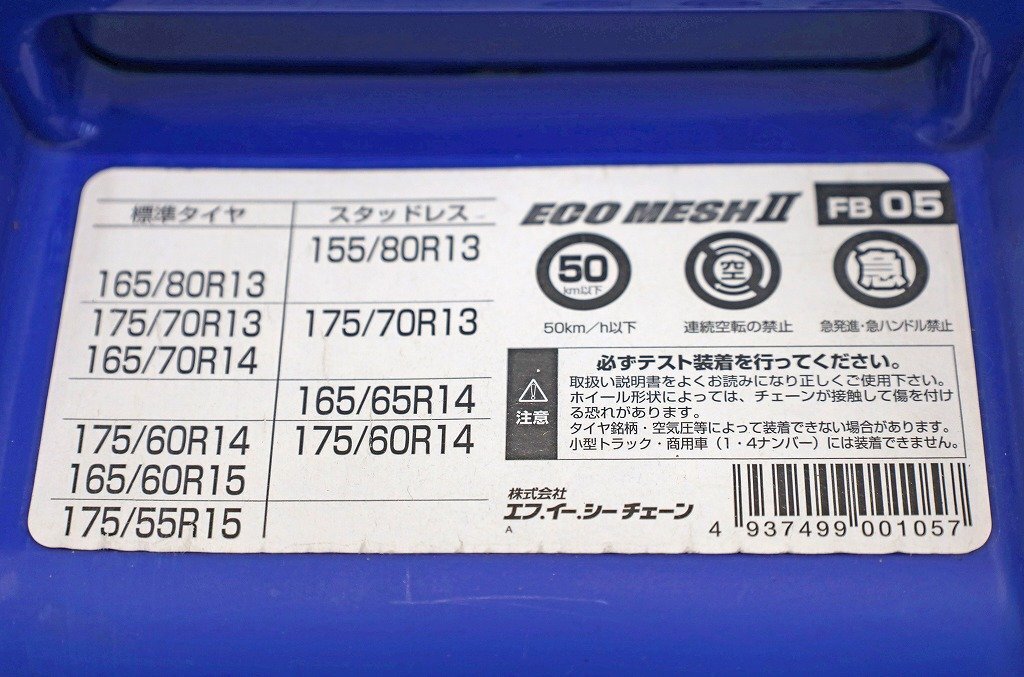 標準タイヤ スタッドレス
155/80R13
165/80R13
175/70R13 175/70R13
165/70R14
165/65R14
175/60R14 175/60R14
165/60R15
175/55R15
ECO MESH II FB 05
50
km以下
50km/h以下
空
連続空転の禁止
急
急発進・急ハンドル禁止
注意
必ずテスト装着を行ってください。
取扱い説明書をよくお読みになり正しくご使用下さい。
ホイール形状によっては、チェーンが接触して傷を付け
る恐れがあります。
タイヤ銘柄・空気圧等によって装着できない場合があります。
小型トラック・商用車（1・4ナンバー）には装着できません。
株式会社
エフ.イー.シーチェーン
A
4 937499 001057